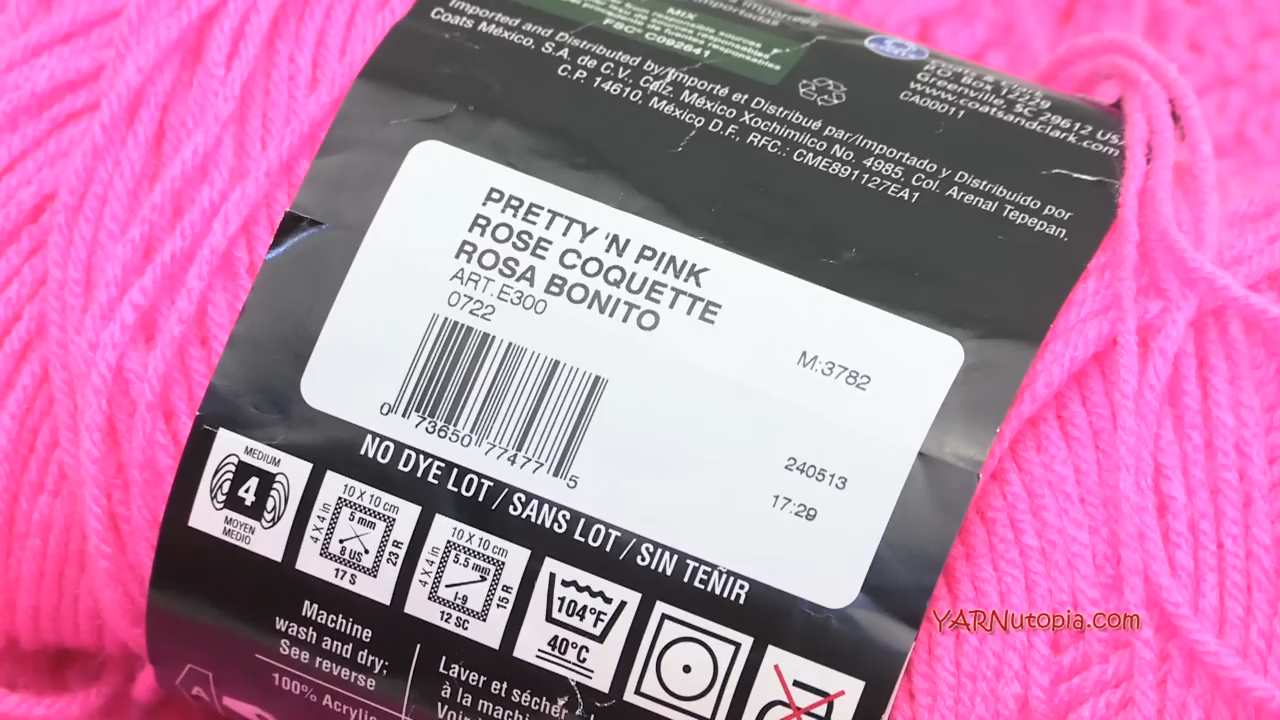 MIX
FSC® C092641
Imported and Distributed by/Importé et Distribué par/Importado y Distribuido por
Coats México, S.A. de C.V., Calz. México Xochimilco No. 4985, Col. Arenal Tepepan,
C.P. 14610, México D.F., RFC.: CME891127EA1
P.O. Box 12229
Greenville, SC 29612
www.coatsandclark.com
CA0011
PRETTY 'N PINK
ROSE COQUETTE
ROSA BONITO
ART.E300
0722
M:3782
0 73650 77477 5
240513
17:29
NO DYE LOT / SANS LOT / SIN TEÑIR
MEDIUM
4
MOYEN
MEDIO
10 X 10 cm
4 X 4 in
5 mm
8 US
23 R
17 S
10 X 10 cm
4 X 4 in
5.5 mm
I-9
15 R
12 SC
104°F
40°C
Machine
wash and dry;
See reverse
100% Acrylic
Laver et sécher
à la
YARNutopia.com